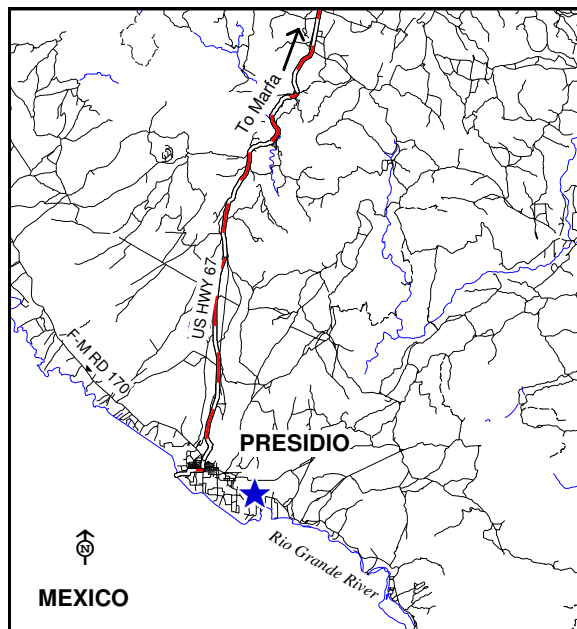 To Marfa
US HWY 67
F-M RD 170
PRESIDIO
Rio Grande River
N
MEXICO